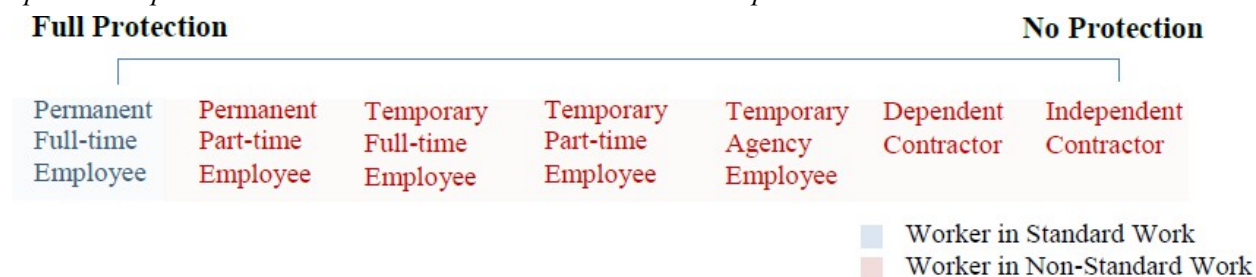 Full Protection No Protection
Permanent Permanent Temporary Temporary Temporary Dependent Independent
Full-time Part-time Full-time Part-time Agency Contractor Contractor
Employee Employee Employee Employee Employee
Worker in Standard Work
Worker in Non-Standard Work